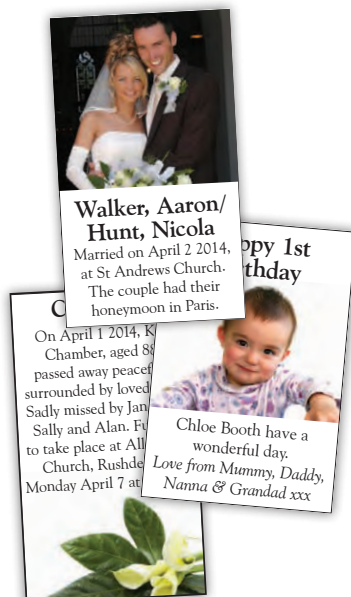 Walker, Aaron/
Hunt, Nicola
Married on April 2 2014,
at St Andrews Church.
The couple had their
honeymoon in Paris.
1st
Chloe Booth have a
wonderful day.
Love from Mummy, Daddy,
Nanna & Grandad xxx
On April 1 2014,
Chamber, aged
passed away
surrounded by loved
Sadly missed by
Sally and Alan.
to take place at
Church,
Monday April 7 at